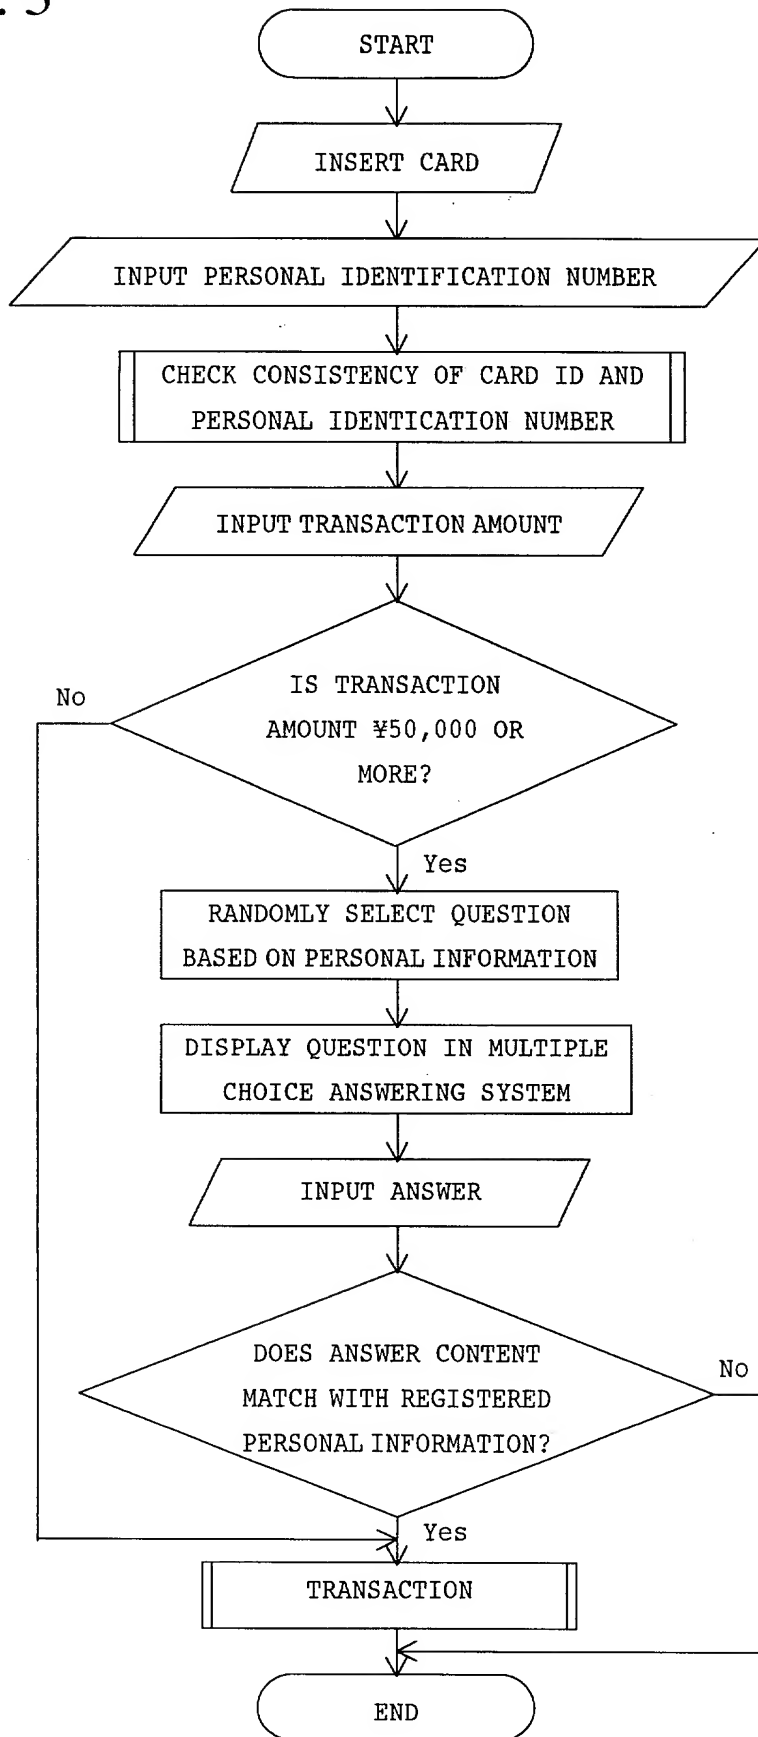 . 3
START
INSERT CARD
INPUT PERSONAL IDENTIFICATION NUMBER
CHECK CONSISTENCY OF CARD ID AND
PERSONAL IDENTICATION NUMBER
INPUT TRANSACTION AMOUNT
IS TRANSACTION
No
AMOUNT ¥50,000 OR
MORE?
Yes
RANDOMLY SELECT QUESTION
BASED ON PERSONAL INFORMATION
DISPLAY QUESTION IN MULTIPLE
CHOICE ANSWERING SYSTEM
INPUT ANSWER
DOES ANSWER CONTENT
No
MATCH WITH REGISTERED
PERSONAL INFORMATION?
Yes
TRANSACTION
END